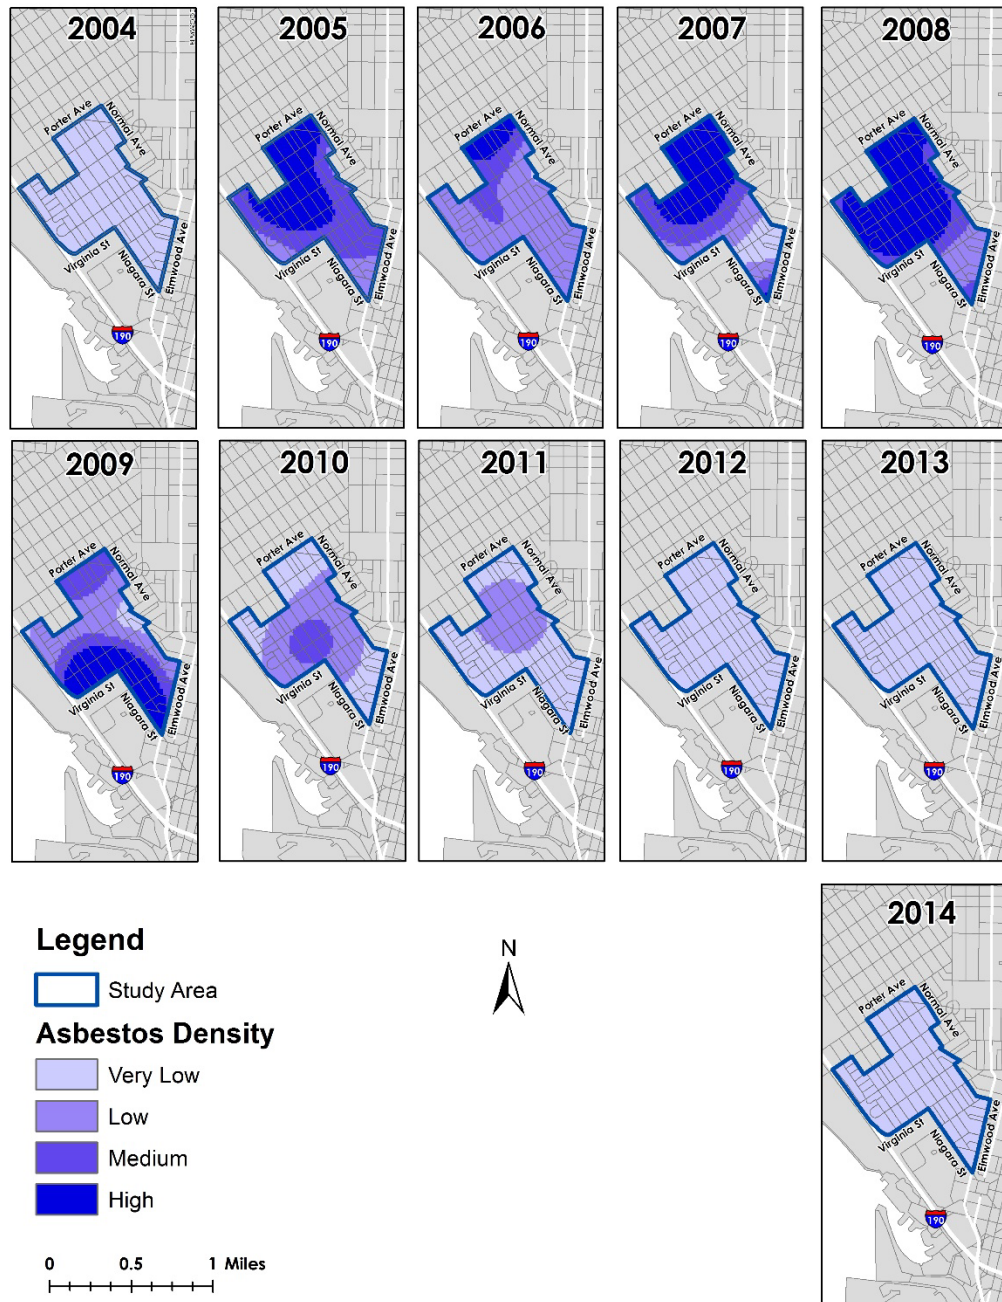 2004
Porter Ave
Normal Ave
Virginia St
Niagara St
Elmwood Ave
190
2005
Porter Ave
Normal Ave
Virginia St
Niagara St
Elmwood Ave
190
2006
Porter Ave
Normal Ave
Virginia St
Niagara St
Elmwood Ave
190
2007
Porter Ave
Normal Ave
Virginia St
Niagara St
Elmwood Ave
190
2008
Porter Ave
Normal Ave
Virginia St
Niagara St
Elmwood Ave
190
2009
Porter Ave
Normal Ave
Virginia St
Niagara St
Elmwood Ave
190
2010
Porter Ave
Normal Ave
Virginia St
Niagara St
Elmwood Ave
190
2011
Porter Ave
Normal Ave
Virginia St
Niagara St
Elmwood Ave
190
2012
Porter Ave
Normal Ave
Virginia St
Niagara St
Elmwood Ave
190
2013
Porter Ave
Normal Ave
Virginia St
Niagara St
Elmwood Ave
190
2014
Porter Ave
Normal Ave
Virginia St
Niagara St
Elmwood Ave
190
Legend
Study Area
Asbestos Density
Very Low
Low
Medium
High
0 0.5 1 Miles
N